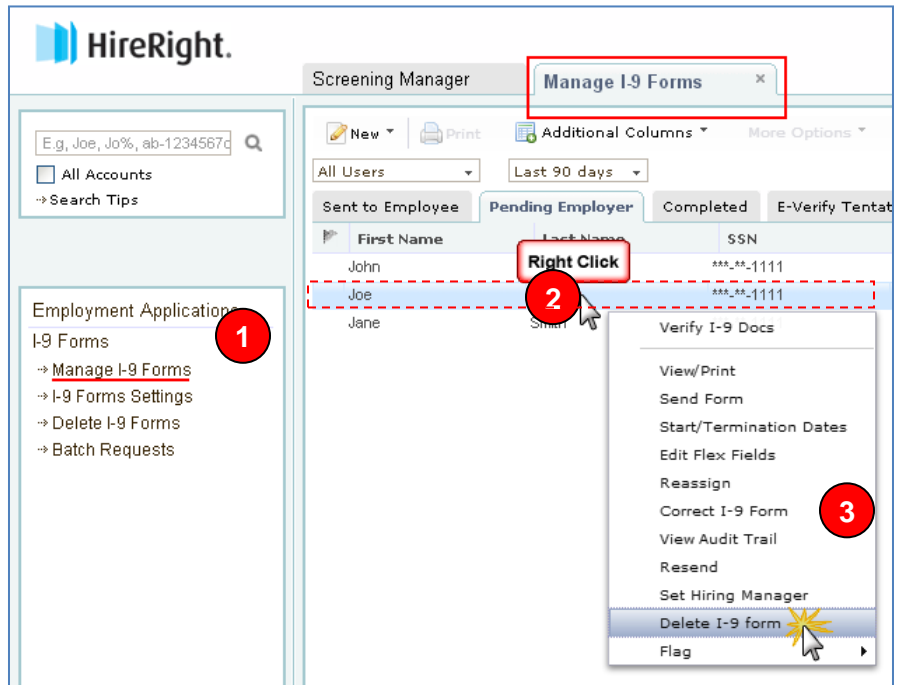 HireRight.
Screening Manager
Manage I-9 Forms ×
E.g, Joe, Jo%, ab-1234567
All Accounts
Search Tips
New Print Additional Columns More Options
All Users Last 90 days
Sent to Employee Pending Employer Completed E-Verify Tentat
First Name Last Name SSN
John Right Click ***-**-1111
Joe 2 ***-**-1111
Jane Smith
Employment Applications
1
I-9 Forms
Manage I-9 Forms
I-9 Forms Settings
Delete I-9 Forms
Batch Requests
Verify I-9 Docs
View/Print
Send Form
Start/Termination Dates
Edit Flex Fields
Reassign
Correct I-9 Form
3
View Audit Trail
Resend
Set Hiring Manager
Delete I-9 form
Flag